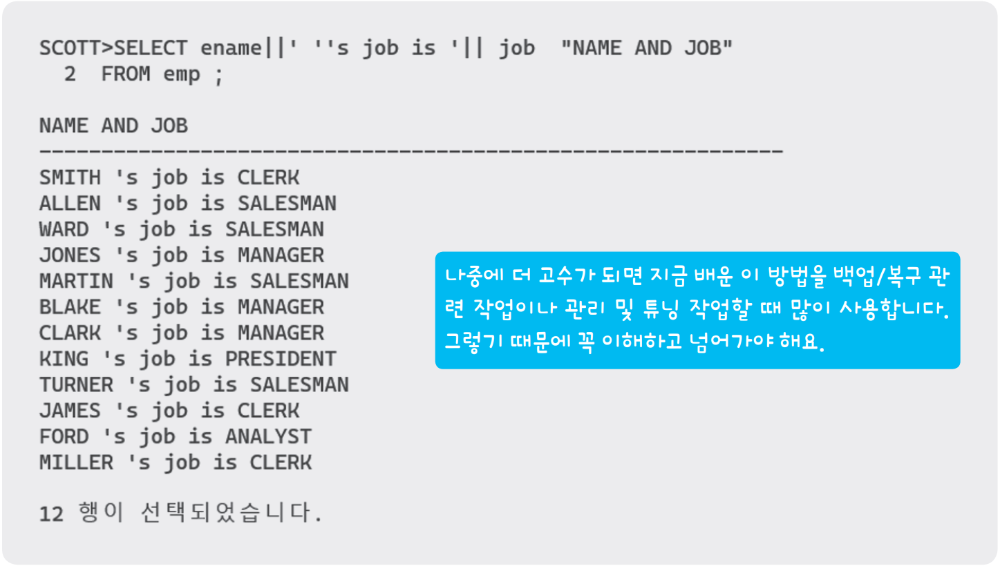 SCOTT>SELECT ename||' ''s job is '|| job  "NAME AND JOB"
  2  FROM emp ;
NAME AND JOB
------------------------------------------------------------
SMITH 's job is CLERK
ALLEN 's job is SALESMAN
WARD 's job is SALESMAN
JONES 's job is MANAGER
MARTIN 's job is SALESMAN
BLAKE 's job is MANAGER
CLARK 's job is MANAGER
KING 's job is PRESIDENT
TURNER 's job is SALESMAN
JAMES 's job is CLERK
FORD 's job is ANALYST
MILLER 's job is CLERK
12 행이 선택되었습니다.
나중에 더 고수가 되면 지금 배운 이 방법을 백업/복구 관
련 작업이나 관리 및 튜닝 작업할 때 많이 사용합니다.
그렇기 때문에 꼭 이해하고 넘어가야 해요.